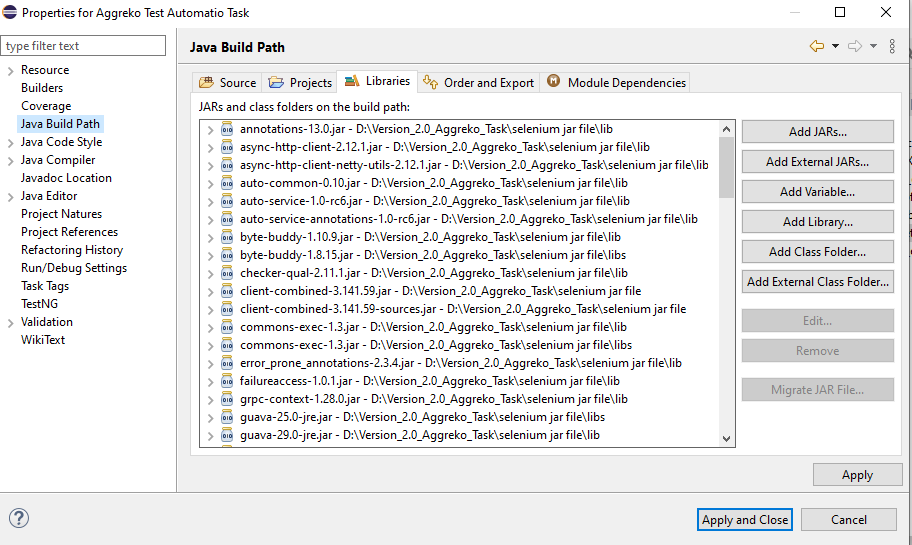 Properties for Aggreko Test Automatio Task
type filter text
Resource
Builders
Coverage
Java Build Path
Java Code Style
Java Compiler
Javadoc Location
Java Editor
Project Natures
Project References
Refactoring History
Run/Debug Settings
Task Tags
TestNG
Validation
WikiText
Java Build Path
Source Projects Libraries Order and Export Module Dependencies
JARs and class folders on the build path:
annotations-13.0.jar - D:\Version_2.0_Aggreko_Task\selenium jar file\lib
async-http-client-2.12.1.jar - D:\Version_2.0_Aggreko_Task\selenium jar file\lib
async-http-client-netty-utils-2.12.1.jar - D:\Version_2.0_Aggreko_Task\selenium jar file\lib
auto-common-0.10.jar - D:\Version_2.0_Aggreko_Task\selenium jar file\lib
auto-service-1.0-rc6.jar - D:\Version_2.0_Aggreko_Task\selenium jar file\lib
auto-service-annotations-1.0-rc6.jar - D:\Version_2.0_Aggreko_Task\selenium jar file\lib
byte-buddy-1.10.9.jar - D:\Version_2.0_Aggreko_Task\selenium jar file\lib
byte-buddy-1.8.15.jar - D:\Version_2.0_Aggreko_Task\selenium jar file\libs
checker-qual-2.11.1.jar - D:\Version_2.0_Aggreko_Task\selenium jar file\lib
client-combined-3.141.59.jar - D:\Version_2.0_Aggreko_Task\selenium jar file
client-combined-3.141.59-sources.jar - D:\Version_2.0_Aggreko_Task\selenium jar file
commons-exec-1.3.jar - D:\Version_2.0_Aggreko_Task\selenium jar file\lib
commons-exec-1.3.jar - D:\Version_2.0_Aggreko_Task\selenium jar file\libs
error_prone_annotations-2.3.4.jar - D:\Version_2.0_Aggreko_Task\selenium jar file\lib
failureaccess-1.0.1.jar - D:\Version_2.0_Aggreko_Task\selenium jar file\lib
grpc-context-1.28.0.jar - D:\Version_2.0_Aggreko_Task\selenium jar file\lib
guava-25.0-jre.jar - D:\Version_2.0_Aggreko_Task\selenium jar file\libs
guava-29.0-jre.jar - D:\Version_2.0_Aggreko_Task\selenium jar file\lib
Add JARs...
Add External JARs...
Add Variable...
Add Library...
Add Class Folder...
Add External Class Folder...
Edit...
Remove
Migrate JAR File...
Apply
Apply and Close
Cancel